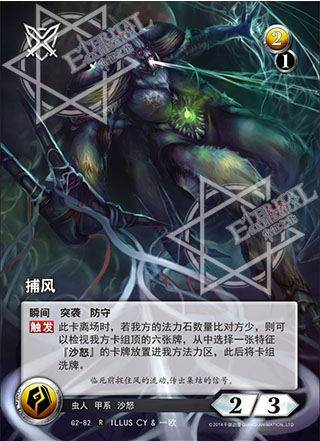 ETERNAL
2
1
ETERNAL
捕风
瞬间 突袭 防守
触发 此卡离场时，若我方的法力石数量比对方少，则可
以检视我方卡组顶的六张牌，从中选择一张特征
『沙怒』的卡牌放置进我方法力区，此后将卡组
洗牌。
临死前捉住风的流动，传出集结的信号。
虫人 甲系 沙怒
2 / 3
G2-82 R ILLUS CY & 一欧